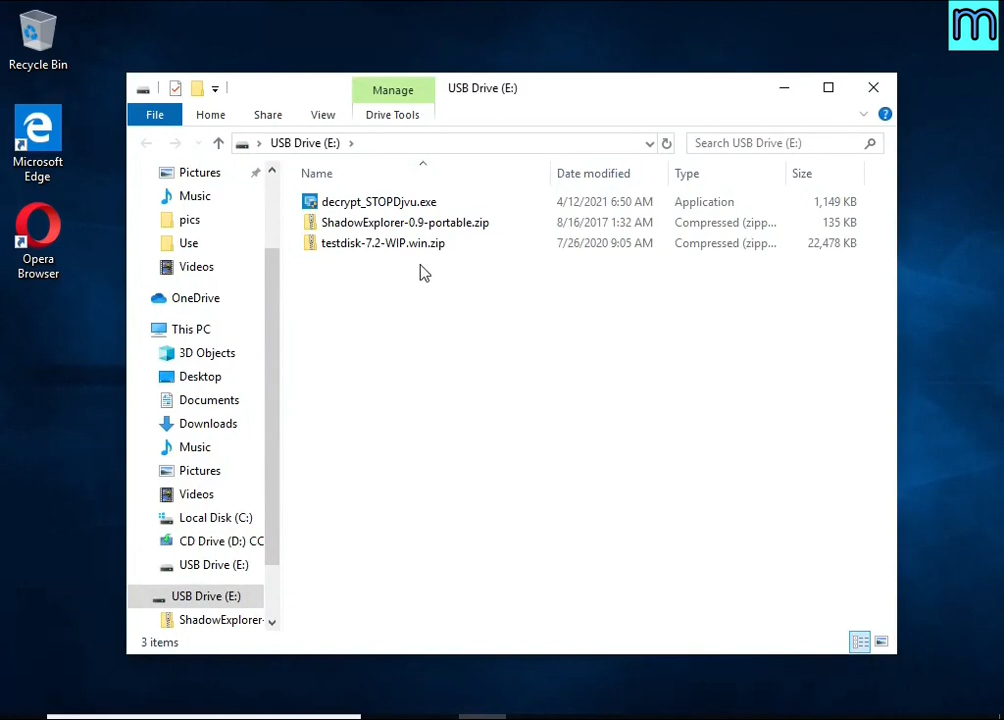 m
Recycle Bin
Microsoft
Edge
Opera
Browser
Manage
USB Drive (E:)
File
Home
Share
View
Drive Tools
USB Drive (E:)
Search USB Drive (E:)
Name
Date modified
Type
Size
decrypt_STOPDjvu.exe
4/12/2021 6:50 AM
Application
1,149 KB
ShadowExplorer-0.9-portable.zip
8/16/2017 1:32 AM
Compressed (zipp...
135 KB
testdisk-7.2-WIP.win.zip
7/26/2020 9:05 AM
Compressed (zipp...
22,478 KB
Pictures
Music
pics
Use
Videos
OneDrive
This PC
3D Objects
Desktop
Documents
Downloads
Music
Pictures
Videos
Local Disk (C:)
CD Drive (D:) CC
USB Drive (E:)
USB Drive (E:)
ShadowExplorer-
3 items